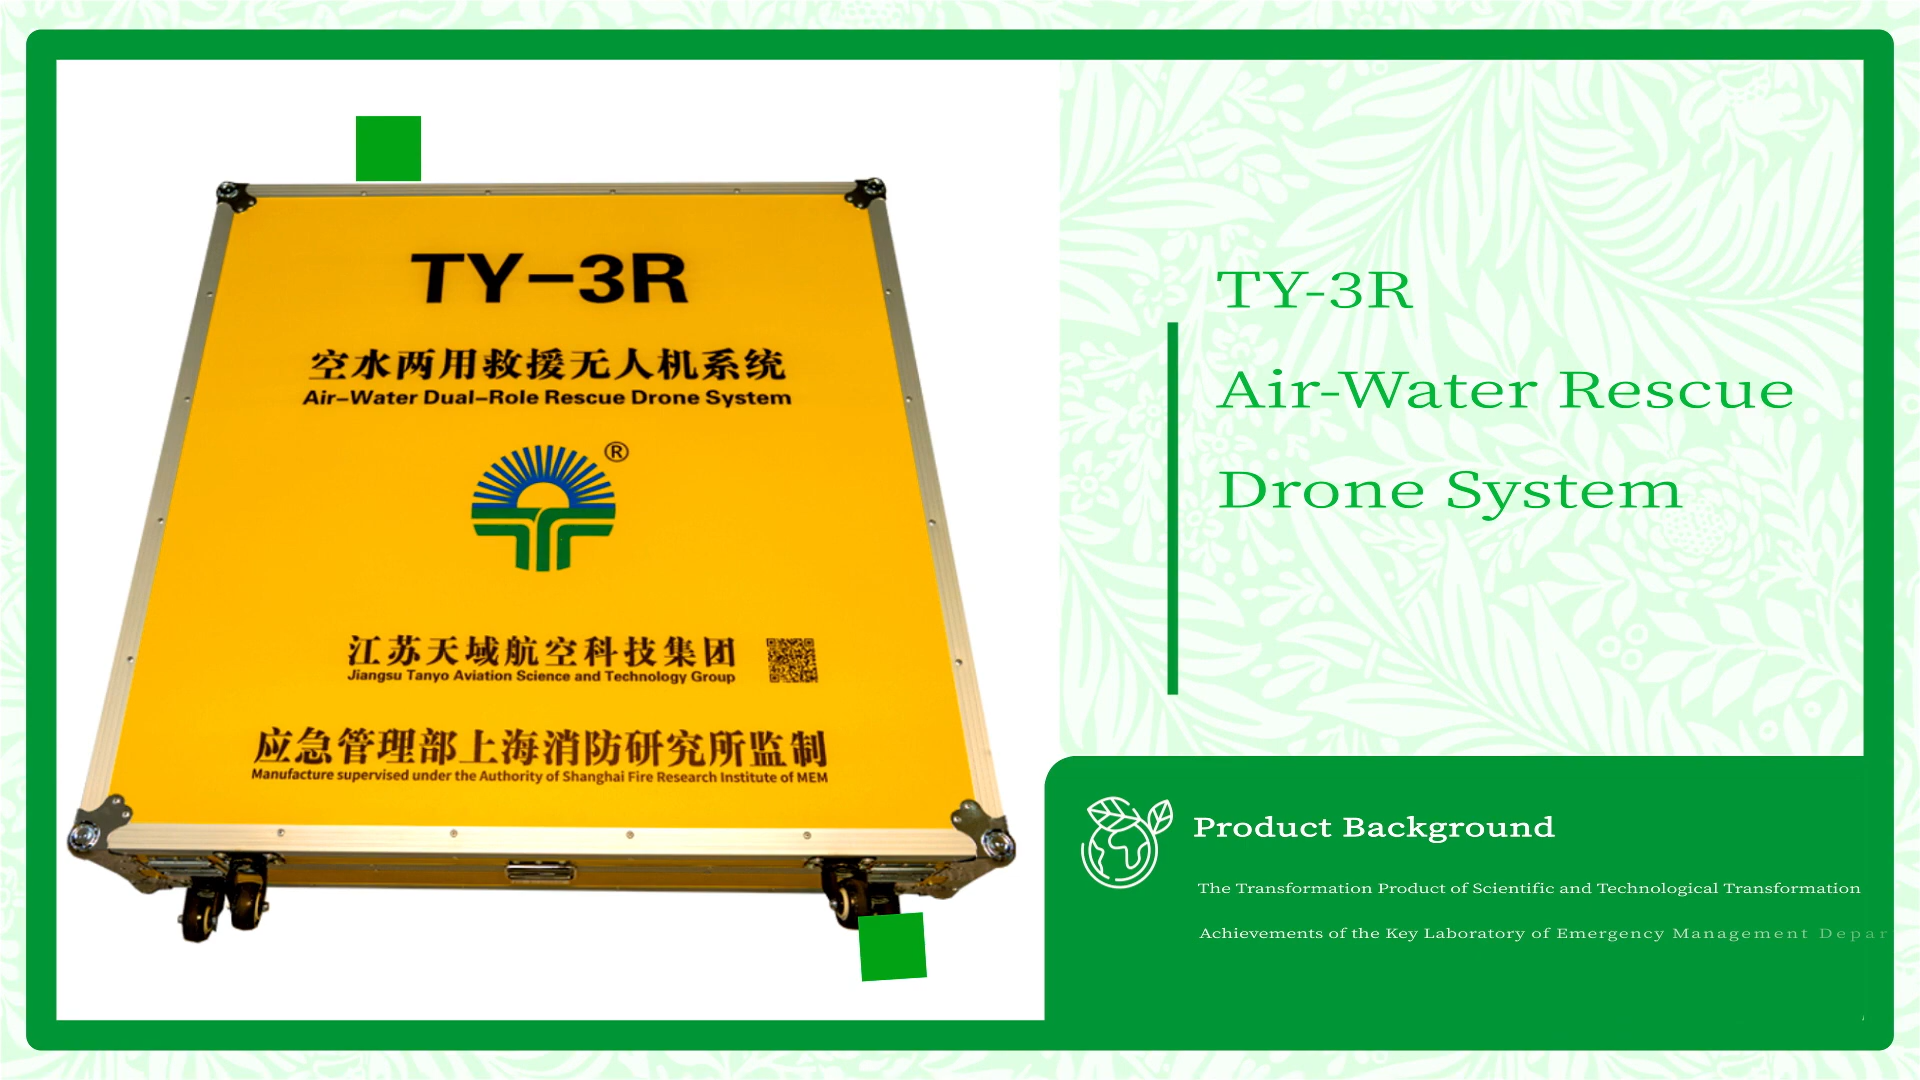 TY-3R
空水两用救援无人机系统
Air-Water Dual-Role Rescue Drone System
®
江苏天域航空科技集团
Jiangsu Tanyo Aviation Science and Technology Group
应急管理部上海消防研究所监制
Manufacture supervised under the Authority of Shanghai Fire Research Institute of MEM
TY-3R
Air-Water Rescue
Drone System
Product Background
The Transformation Product of Scientific and Technological Transformation
Achievements of the Key Laboratory of Emergency Management Depar